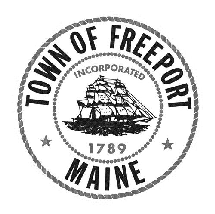 TOWN OF FREEPORT
INCORPORATED
1789
MAINE